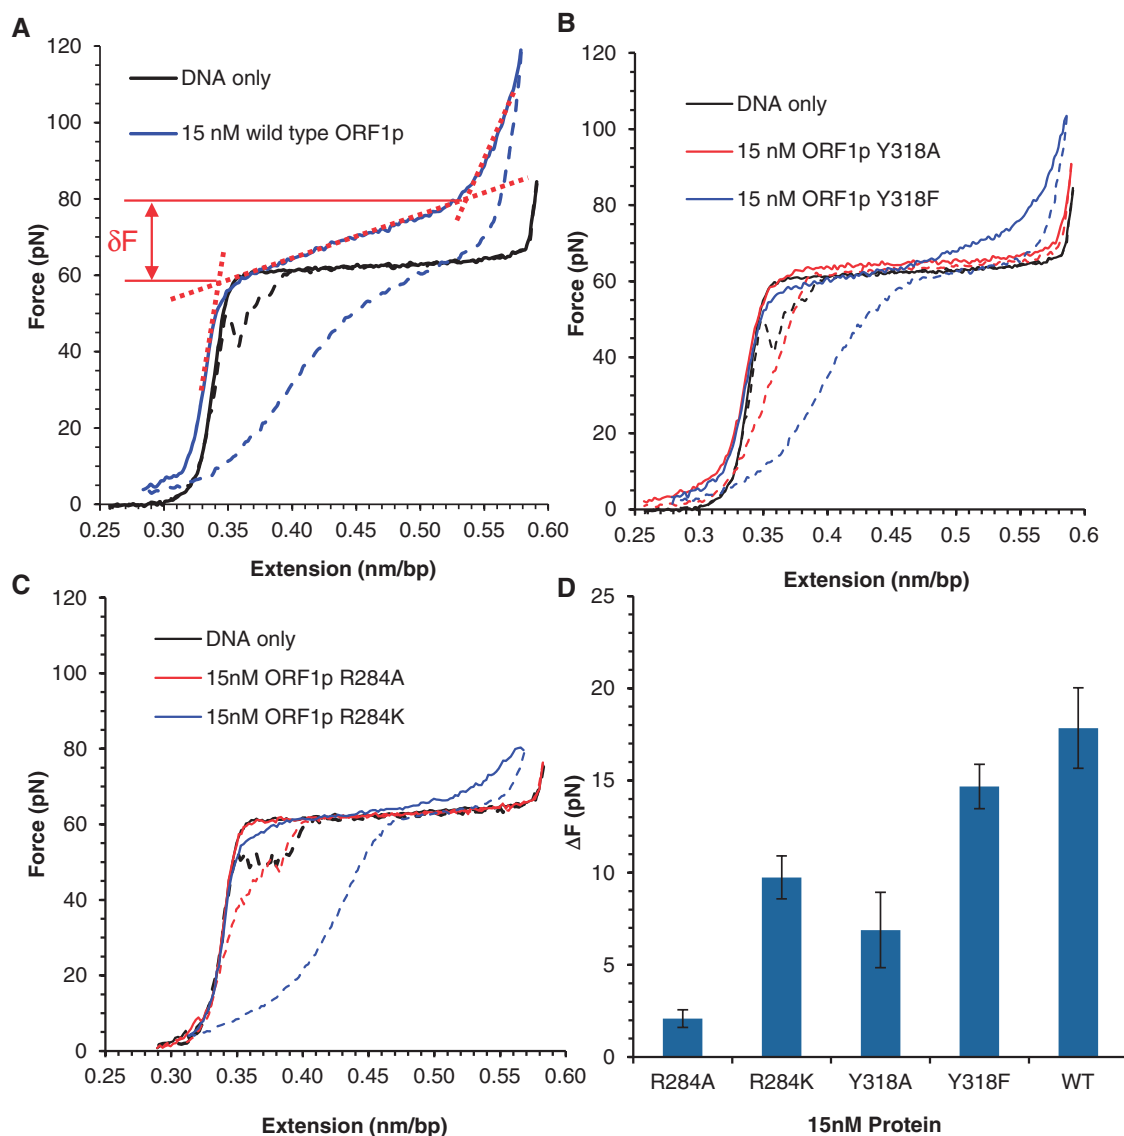 A
120
100
80
60
40
20
0
Force (pN)
DNA only
15 nM wild type ORF1p
δF
0.25
0.30
0.35
0.40
0.45
0.50
0.55
0.60
Extension (nm/bp)
B
120
100
80
60
40
20
0
Force (pN)
DNA only
15 nM ORF1p Y318A
15 nM ORF1p Y318F
0.25
0.3
0.35
0.4
0.45
0.5
0.55
0.6
Extension (nm/bp)
C
120
100
80
60
40
20
0
Force (pN)
DNA only
15nM ORF1p R284A
15nM ORF1p R284K
0.25
0.30
0.35
0.40
0.45
0.50
0.55
0.60
Extension (nm/bp)
D
25
20
15
10
5
0
ΔF (pN)
R284A
R284K
Y318A
Y318F
WT
15nM Protein